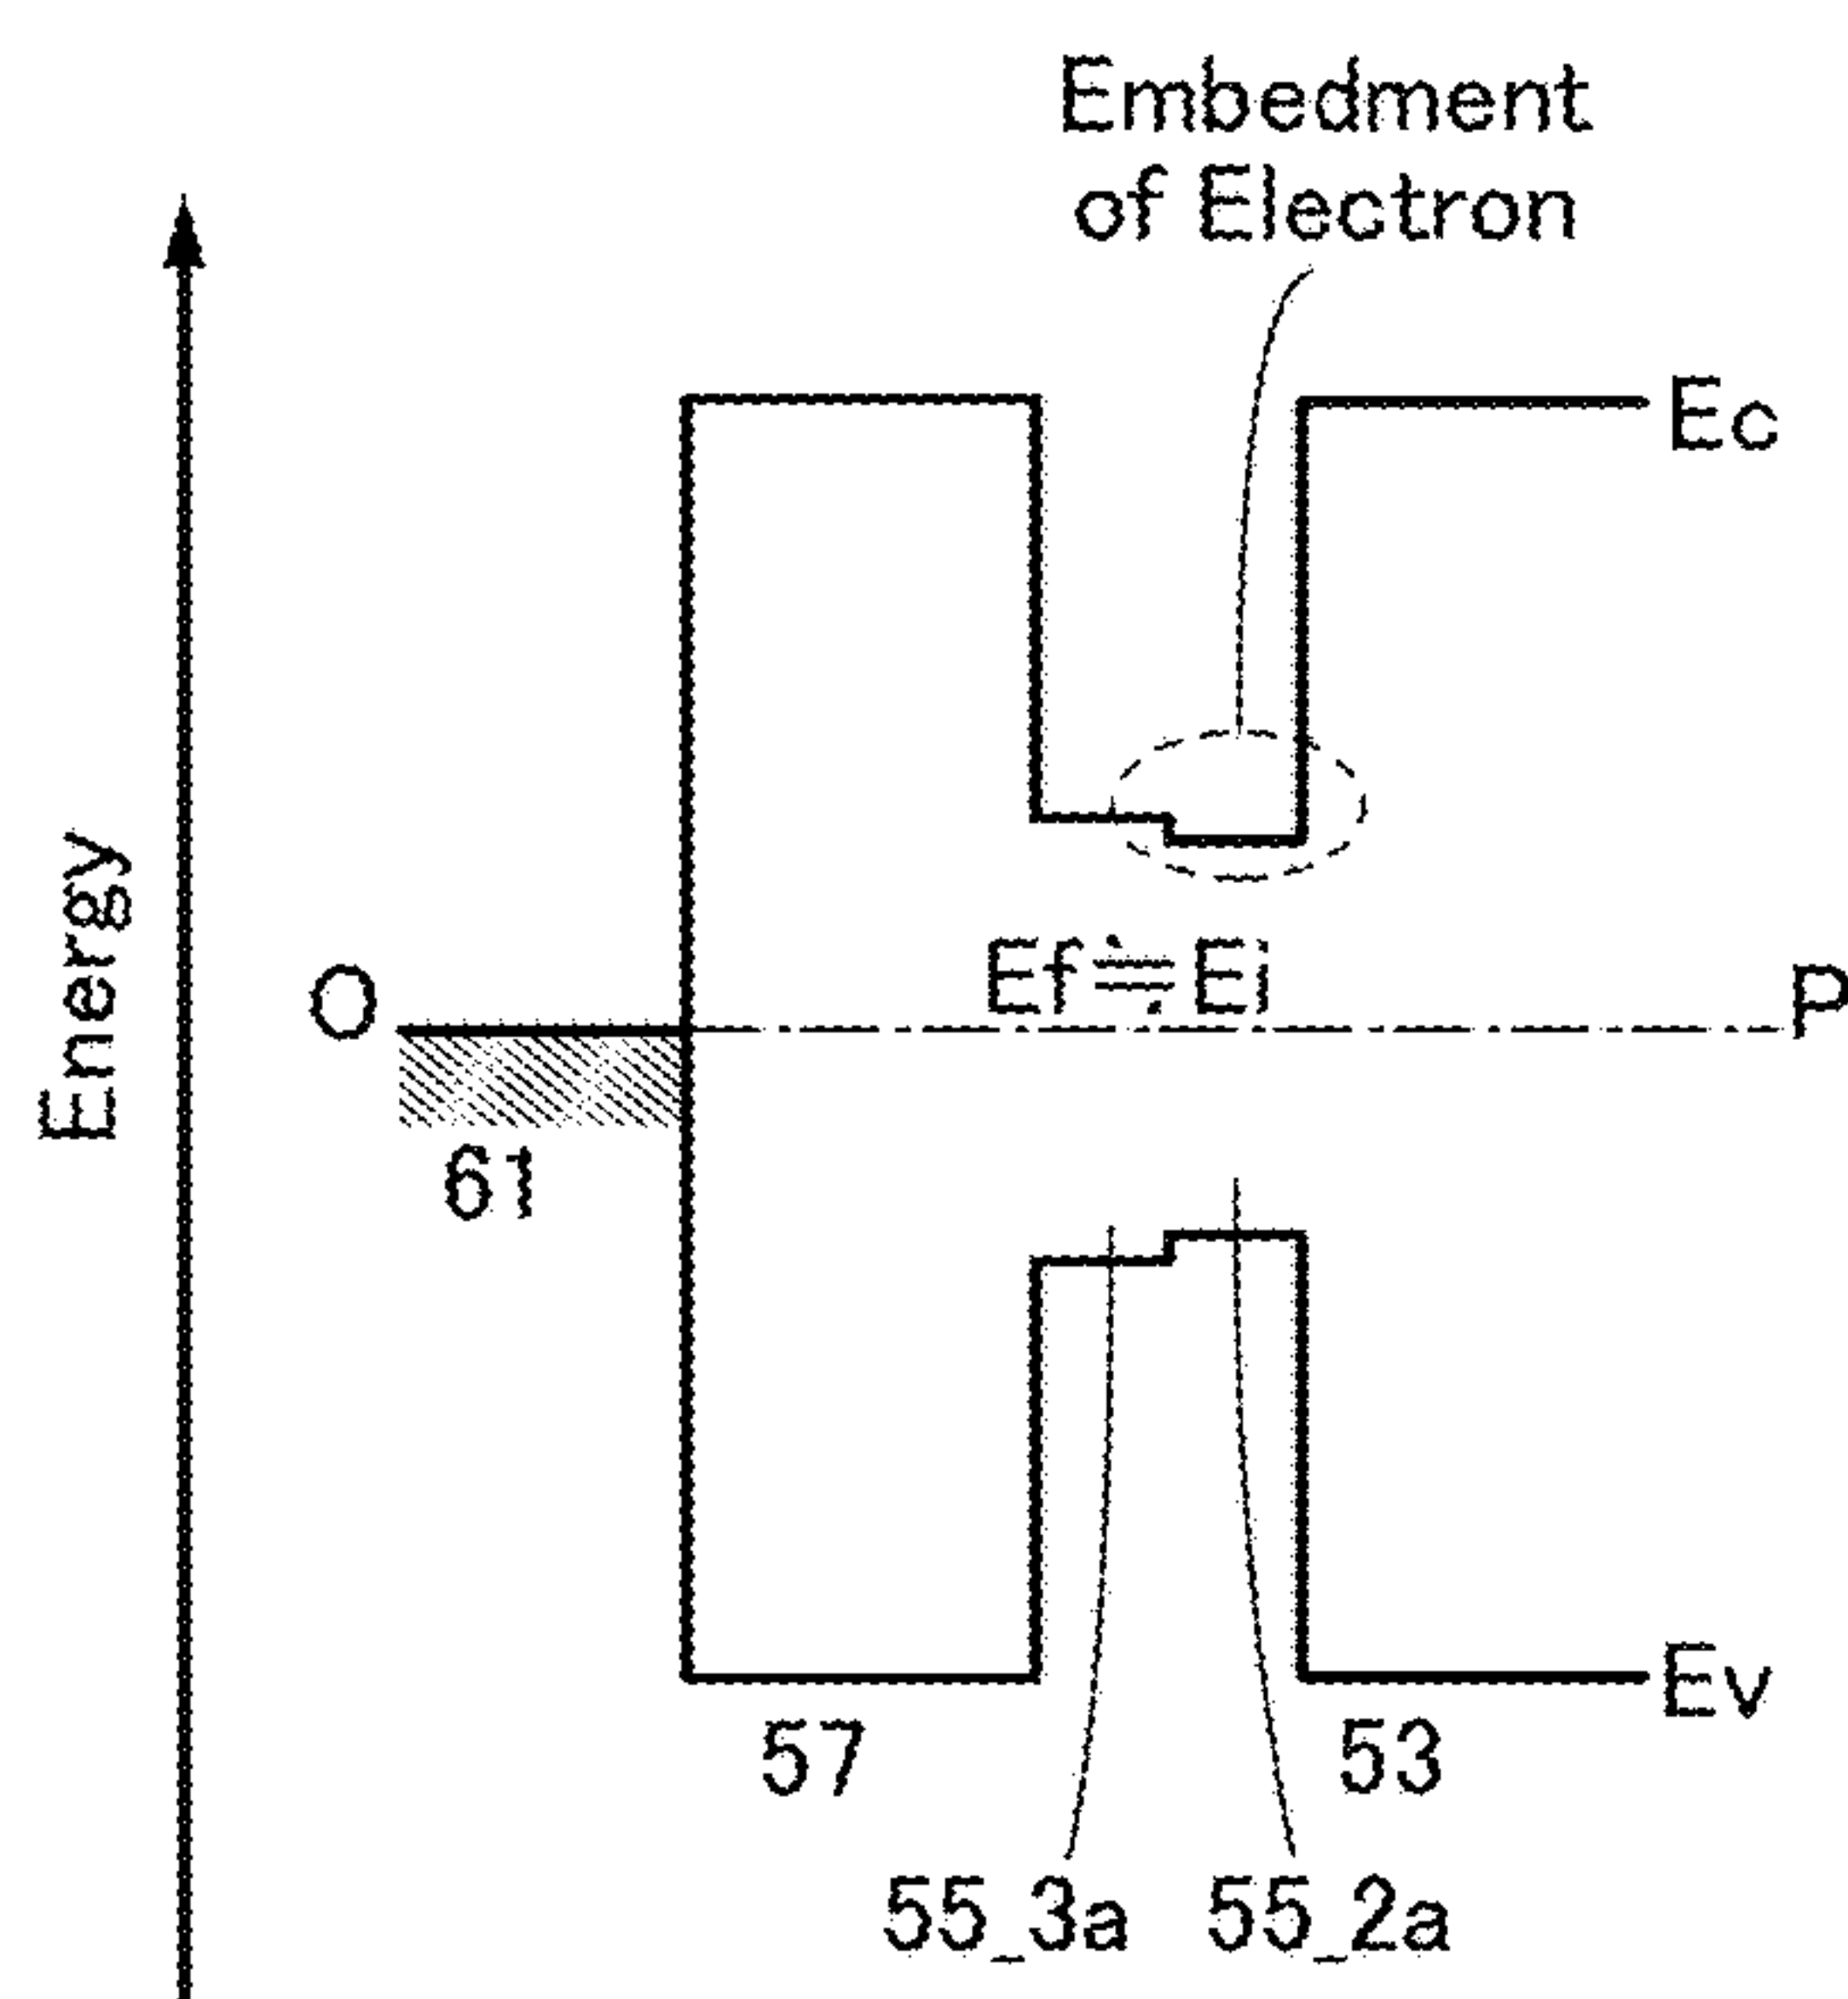 Embedment
of Electron
Ec
Energy
O
Ef≒Ei
P
61
Ev
57
53
55_3a
55_2a